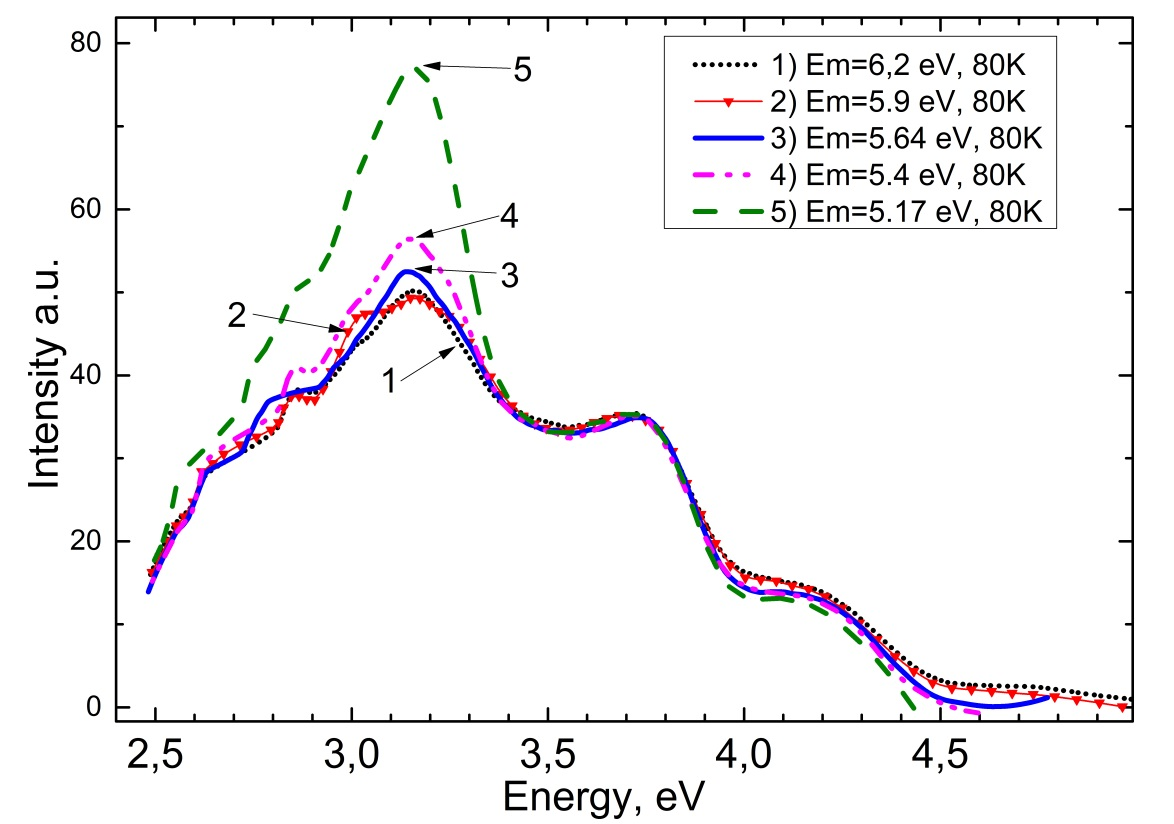 80
60
40
20
0
Intensity a.u.
2,5
3,0
3,5
4,0
4,5
Energy, eV
1) Em=6,2 eV, 80K
2) Em=5.9 eV, 80K
3) Em=5.64 eV, 80K
4) Em=5.4 eV, 80K
5) Em=5.17 eV, 80K
5
4
3
2
1